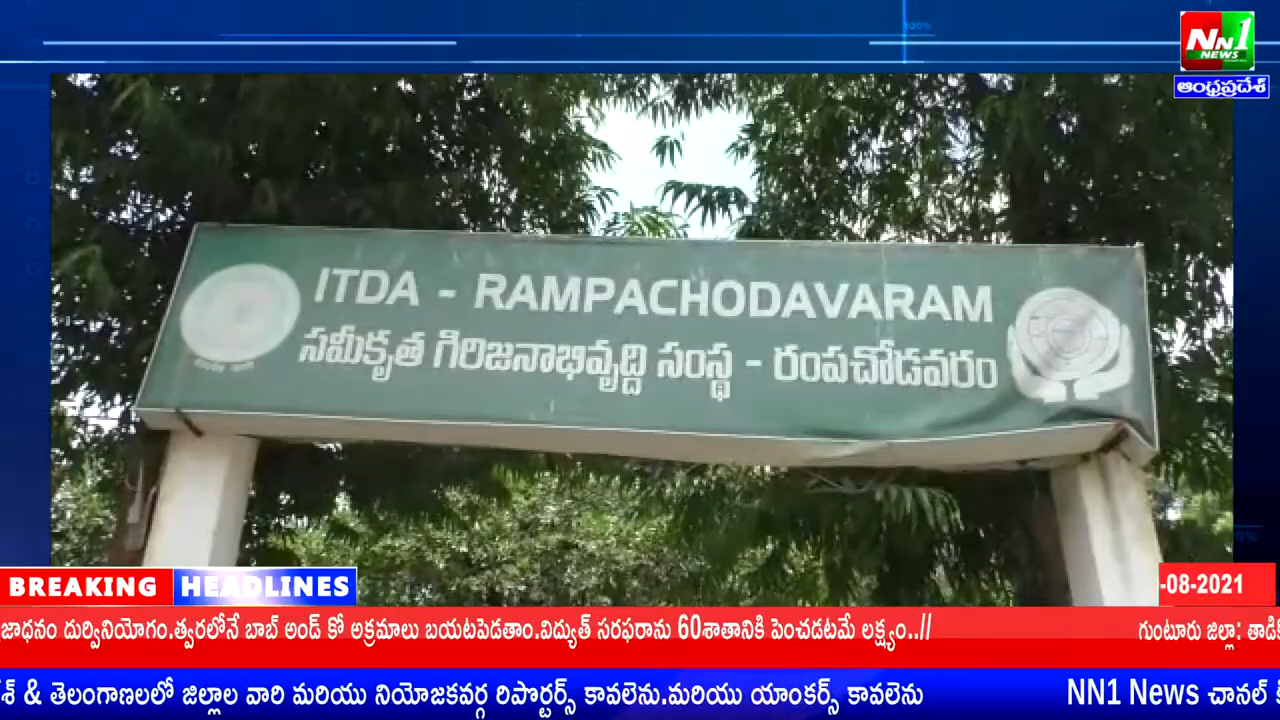 NN1
NEWS
ఆంధ్రప్రదేశ్
ITDA - RAMPACHODAVARAM
సమీకృత గిరిజనాభివృద్ది సంస్థ - రంపచోడవరం
BREAKING HEADLINES
-08-2021
జాధనం దుర్వినియోగం.త్వరలోనే బాబ్ అండ్ కో అక్రమాలు బయటపెడతాం.విద్యుత్ సరఫరాను 60శాతానికి పెంచడటమే లక్ష్యం..// గుంటూరు జిల్లా: తాడి
& తెలంగాణలలో జిల్లాల వారి మరియు నియోజకవర్గ రిపొర్టర్స్ కావలెను.మరియు యాంకర్స్ కావలెను NN1 News చానల్